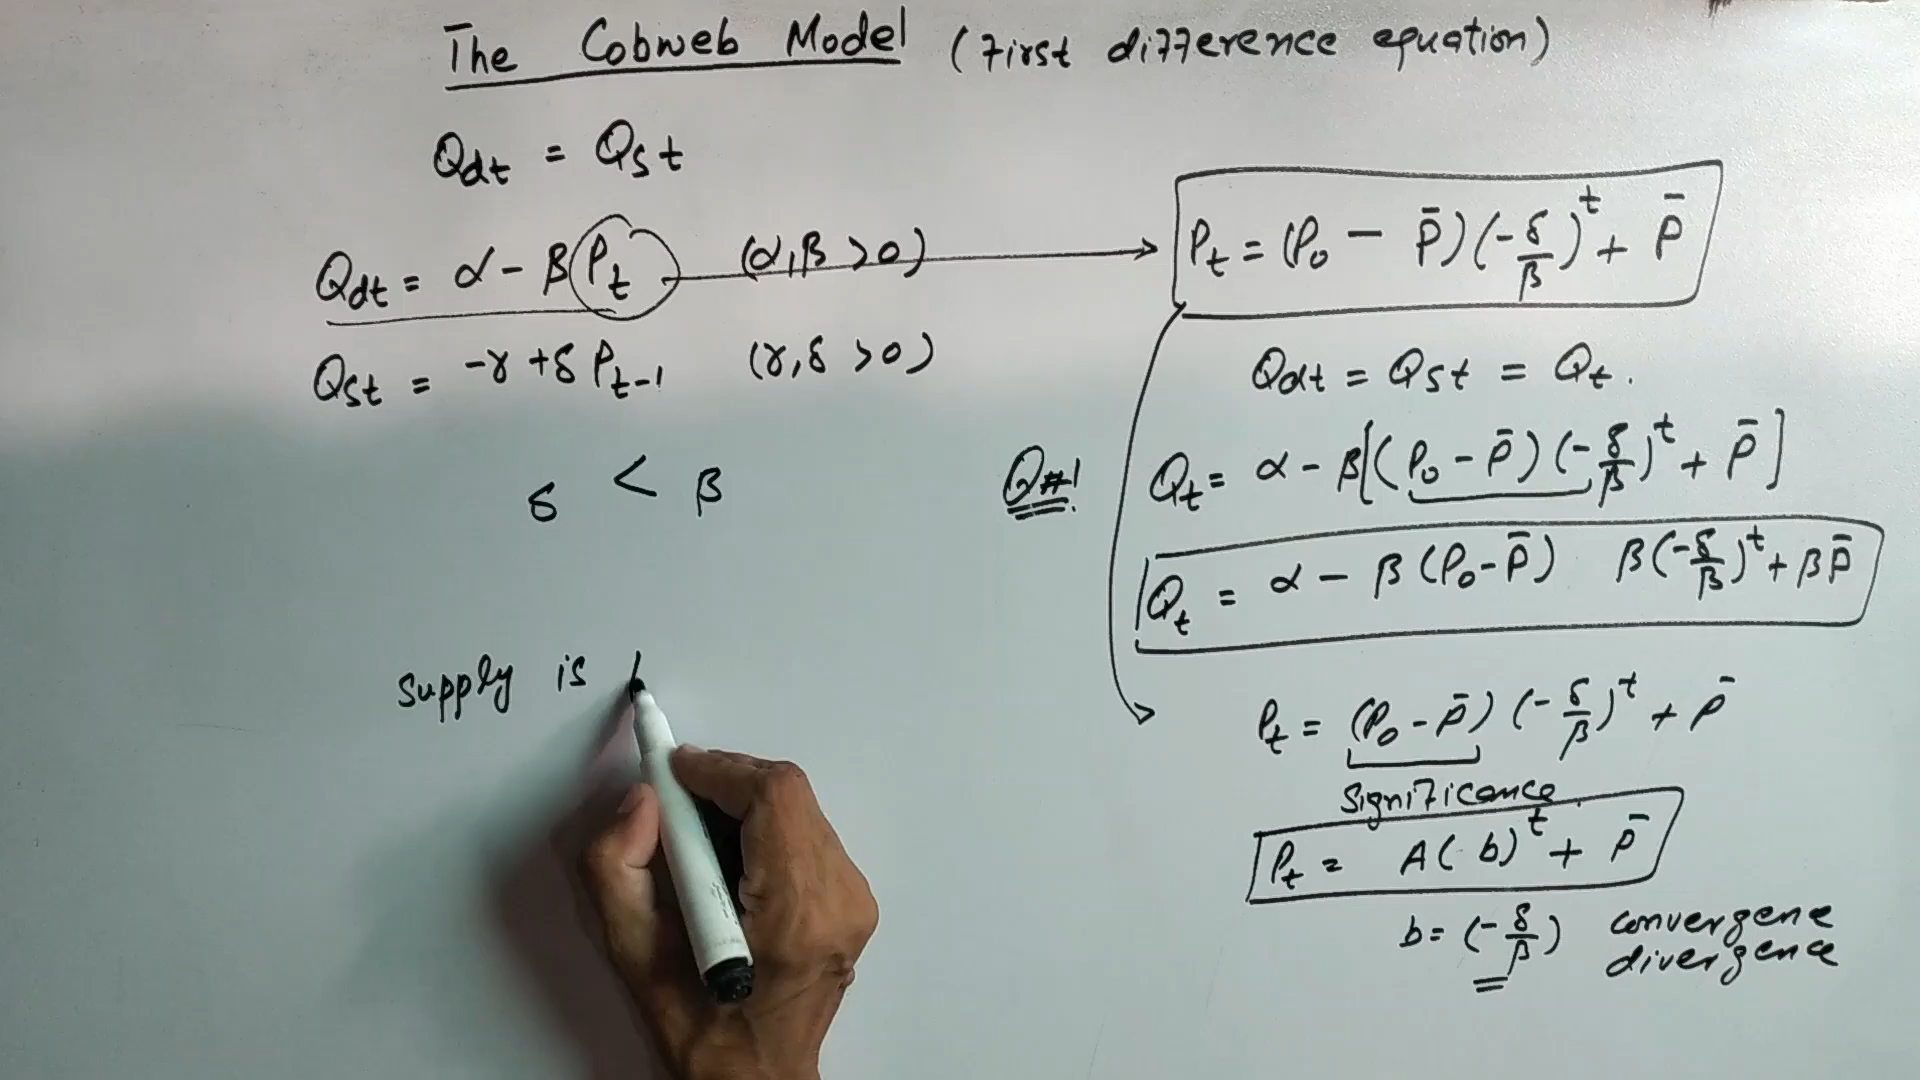 The Cobweb Model (First difference equation)
Qdt = Qst
Qdt = α - β Pt (α, β > 0)
Qst = -γ + δ Pt-1 (γ, δ > 0)
δ < β
Supply is
Pt = (P0 - P̄)(-δ/β)^t + P̄
Qdt = Qst = Qt.
Q#1 Qt = α - β[(P0 - P̄)(-δ/β)^t + P̄]
Qt = α - β(P0 - P̄) β(-δ/β)^t + βP̄
Pt = (P0 - P̄)(-δ/β)^t + P̄
Significance
Pt = A(b)^t + P̄
b = (-δ/β) convergene
divergence